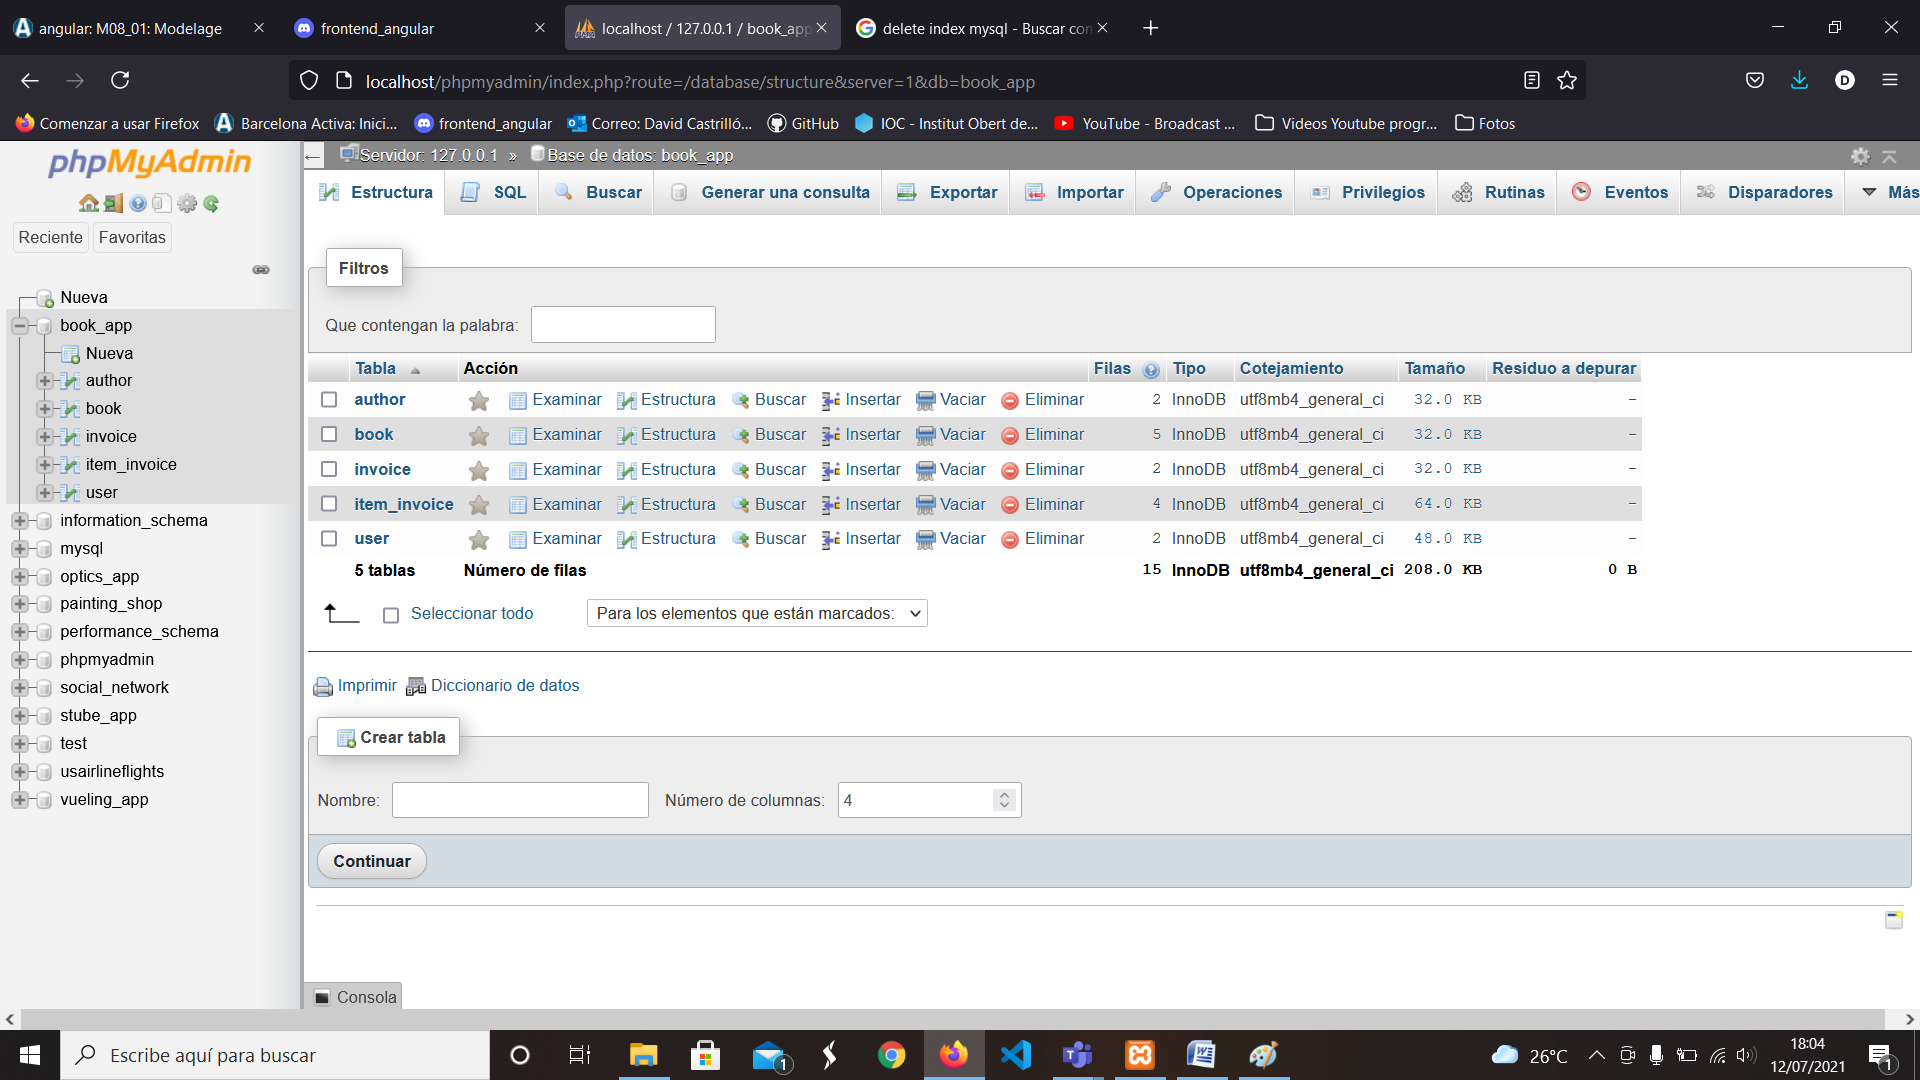 angular: M08_01: Modelage
frontend_angular
localhost / 127.0.0.1 / book_app
delete index mysql - Buscar con
localhost/phpmyadmin/index.php?route=/database/structure&server=1&db=book_app
D
Comenzar a usar Firefox
Barcelona Activa: Inici...
frontend_angular
Correo: David Castrilló...
GitHub
IOC - Institut Obert de...
YouTube - Broadcast ...
Videos Youtube progr...
Fotos
phpMyAdmin
Reciente Favoritas
Nueva
book_app
Nueva
author
book
invoice
item_invoice
user
information_schema
mysql
optics_app
painting_shop
performance_schema
phpmyadmin
social_network
stube_app
test
usairlineflights
vueling_app
Servidor: 127.0.0.1 » Base de datos: book_app
Estructura SQL Buscar Generar una consulta Exportar Importar Operaciones Privilegios Rutinas Eventos Disparadores Más
Filtros
Que contengan la palabra:
Tabla Acción Filas Tipo Cotejamiento Tamaño Residuo a depurar
author Examinar Estructura Buscar Insertar Vaciar Eliminar 2 InnoDB utf8mb4_general_ci 32.0 KB -
book Examinar Estructura Buscar Insertar Vaciar Eliminar 5 InnoDB utf8mb4_general_ci 32.0 KB -
invoice Examinar Estructura Buscar Insertar Vaciar Eliminar 2 InnoDB utf8mb4_general_ci 32.0 KB -
item_invoice Examinar Estructura Buscar Insertar Vaciar Eliminar 4 InnoDB utf8mb4_general_ci 64.0 KB -
user Examinar Estructura Buscar Insertar Vaciar Eliminar 2 InnoDB utf8mb4_general_ci 48.0 KB -
5 tablas Número de filas 15 InnoDB utf8mb4_general_ci 208.0 KB 0 B
Seleccionar todo Para los elementos que están marcados:
Imprimir Diccionario de datos
Crear tabla
Nombre: Número de columnas: 4
Continuar
Consola
Escribe aquí para buscar
1
26°C
18:04
12/07/2021
1